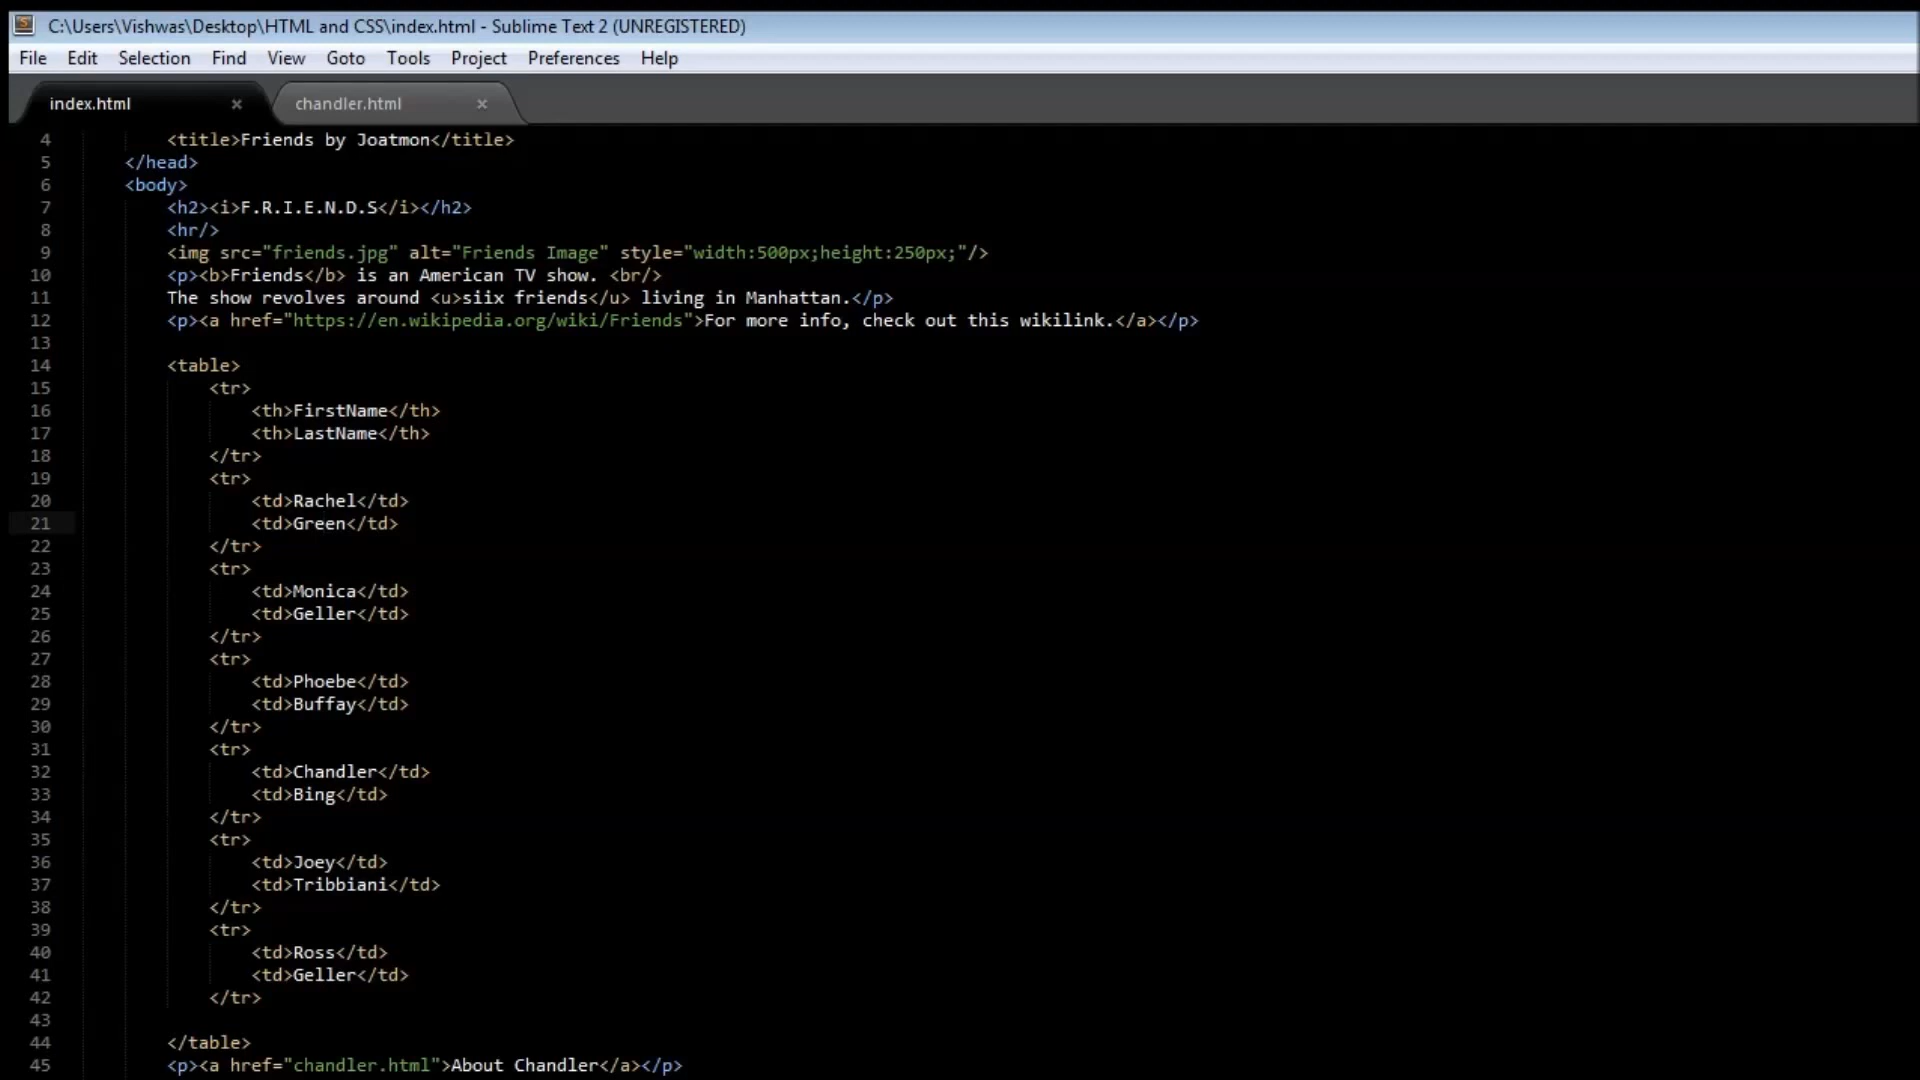 C:\Users\Vishwas\Desktop\HTML and CSS\index.html - Sublime Text 2 (UNREGISTERED)
File Edit Selection Find View Goto Tools Project Preferences Help
index.html × chandler.html ×
4 <title>Friends by Joatmon</title>
5 </head>
6 <body>
7 <h2><i>F.R.I.E.N.D.S</i></h2>
8 <hr/>
9 <img src="friends.jpg" alt="Friends Image" style="width:500px;height:250px;"/>
10 <p><b>Friends</b> is an American TV show. <br/>
11 The show revolves around <u>siix friends</u> living in Manhattan.</p>
12 <p><a href="https://en.wikipedia.org/wiki/Friends">For more info, check out this wikilink.</a></p>
13
14 <table>
15 <tr>
16 <th>FirstName</th>
17 <th>LastName</th>
18 </tr>
19 <tr>
20 <td>Rachel</td>
21 <td>Green</td>
22 </tr>
23 <tr>
24 <td>Monica</td>
25 <td>Geller</td>
26 </tr>
27 <tr>
28 <td>Phoebe</td>
29 <td>Buffay</td>
30 </tr>
31 <tr>
32 <td>Chandler</td>
33 <td>Bing</td>
34 </tr>
35 <tr>
36 <td>Joey</td>
37 <td>Tribbiani</td>
38 </tr>
39 <tr>
40 <td>Ross</td>
41 <td>Geller</td>
42 </tr>
43
44 </table>
45 <p><a href="chandler.html">About Chandler</a></p>